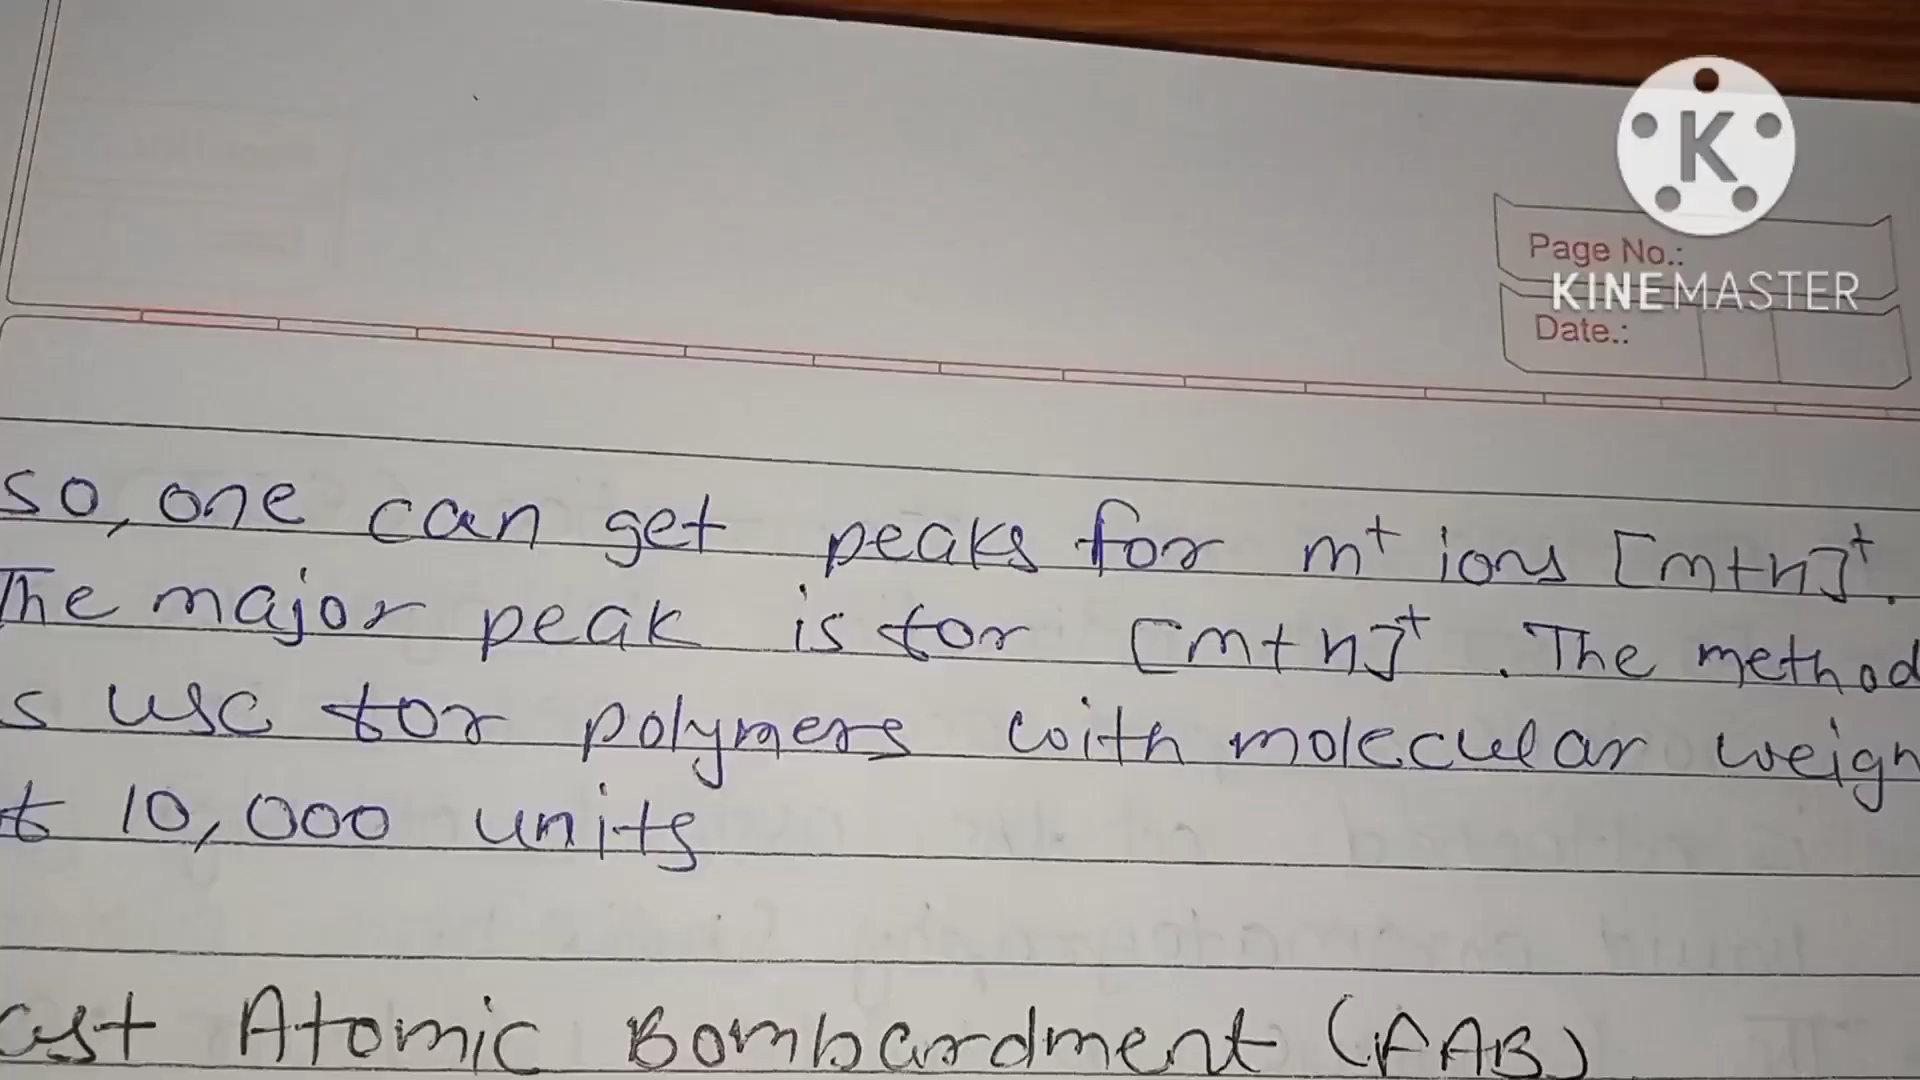 K
KINEMASTER
Page No.:
Date.:
so, one can get peaks for m+ ions [m+n]+.
The major peak is for [m+n]+. The method
s use for polymers with molecular weigh
t 10,000 units
ast Atomic Bombardment (FAB)